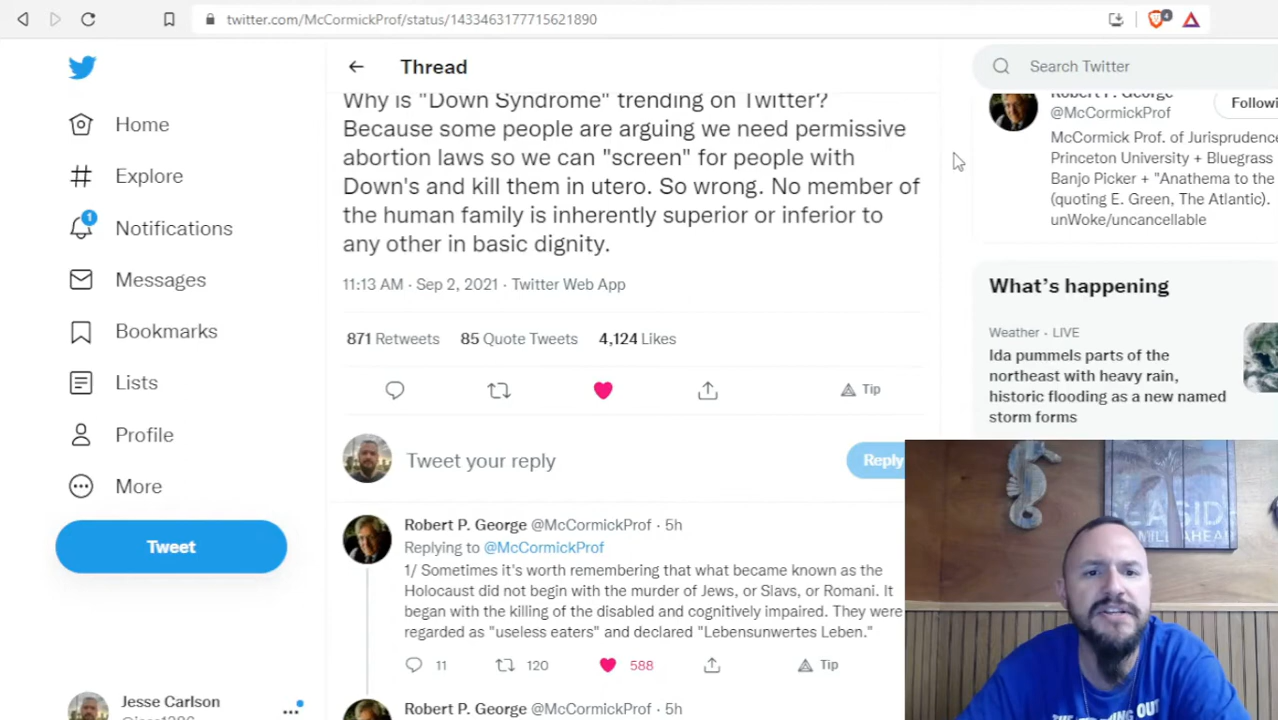 twitter.com/McCormickProf/status/1433463177715621890
4
Home
Explore
1
Notifications
Messages
Bookmarks
Lists
Profile
More
Tweet
Jesse Carlson
Thread
Why is "Down Syndrome" trending on Twitter?
Because some people are arguing we need permissive
abortion laws so we can "screen" for people with
Down's and kill them in utero. So wrong. No member of
the human family is inherently superior or inferior to
any other in basic dignity.
11:13 AM · Sep 2, 2021 · Twitter Web App
871 Retweets 85 Quote Tweets 4,124 Likes
Tip
Tweet your reply
Reply
Robert P. George @McCormickProf · 5h
Replying to @McCormickProf
1/ Sometimes it's worth remembering that what became known as the
Holocaust did not begin with the murder of Jews, or Slavs, or Romani. It
began with the killing of the disabled and cognitively impaired. They were
regarded as "useless eaters" and declared "Lebensunwertes Leben."
11 120 588 Tip
Robert P. George @McCormickProf · 5h
Search Twitter
Robert P. George
@McCormickProf
Followi
McCormick Prof. of Jurisprudence
Princeton University + Bluegrass
Banjo Picker + "Anathema to the
(quoting E. Green, The Atlantic).
unWoke/uncancellable
What's happening
Weather · LIVE
Ida pummels parts of the
northeast with heavy rain,
historic flooding as a new named
storm forms